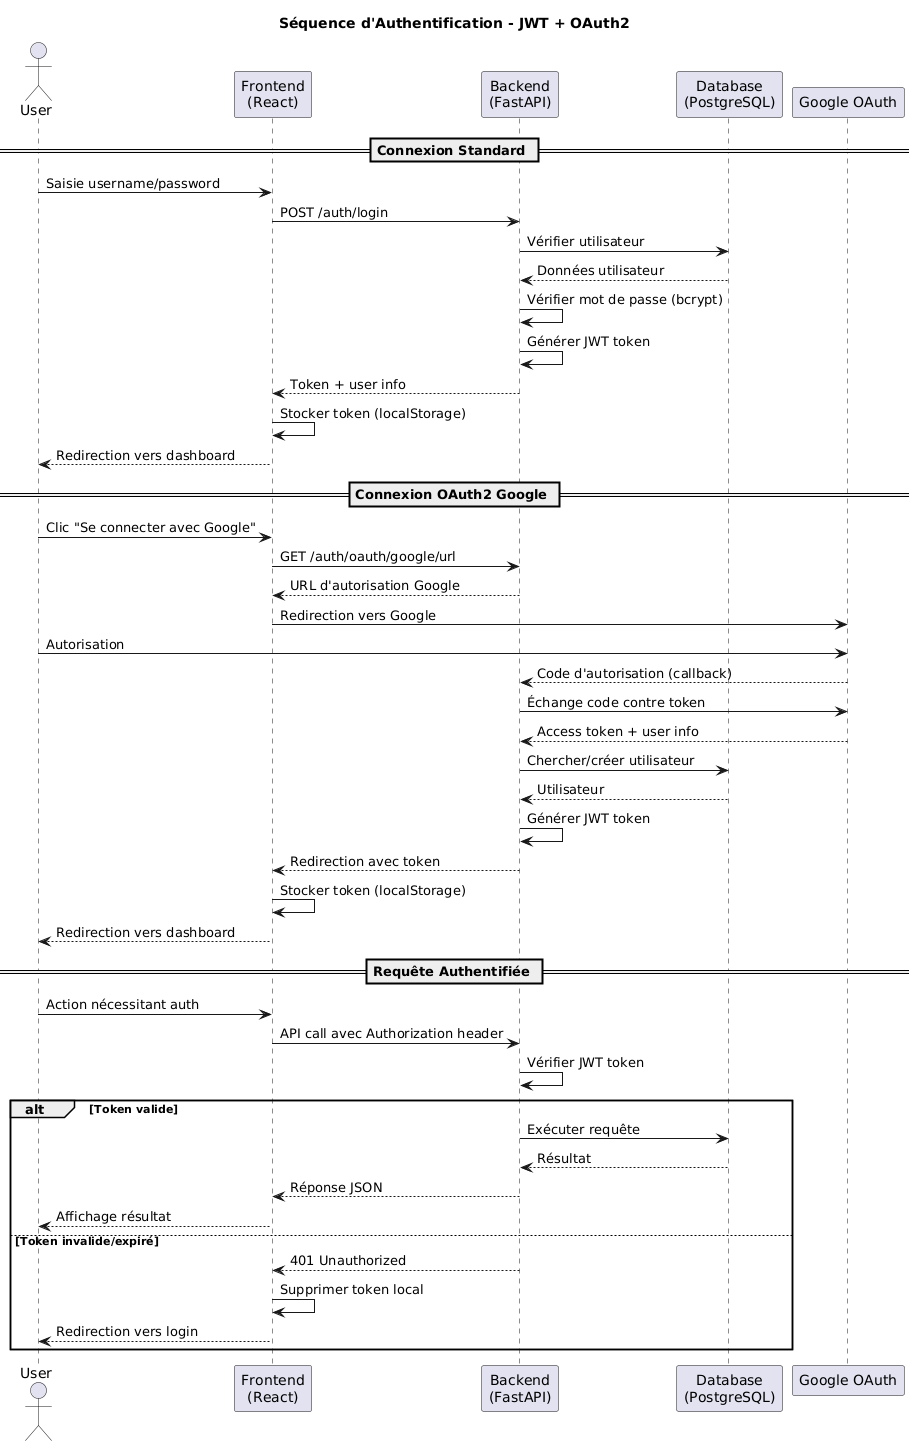 Séquence d'Authentification - JWT + OAuth2
User
Frontend
(React)
Backend
(FastAPI)
Database
(PostgreSQL)
Google OAuth
Connexion Standard
Saisie username/password
POST /auth/login
Vérifier utilisateur
Données utilisateur
Vérifier mot de passe (bcrypt)
Générer JWT token
Token + user info
Stocker token (localStorage)
Redirection vers dashboard
Connexion OAuth2 Google
Clic "Se connecter avec Google"
GET /auth/oauth/google/url
URL d'autorisation Google
Redirection vers Google
Autorisation
Code d'autorisation (callback)
Échange code contre token
Access token + user info
Chercher/créer utilisateur
Utilisateur
Générer JWT token
Redirection avec token
Stocker token (localStorage)
Redirection vers dashboard
Requête Authentifiée
Action nécessitant auth
API call avec Authorization header
Vérifier JWT token
alt [Token valide]
Exécuter requête
Résultat
Réponse JSON
Affichage résultat
[Token invalide/expiré]
401 Unauthorized
Supprimer token local
Redirection vers login
User
Frontend
(React)
Backend
(FastAPI)
Database
(PostgreSQL)
Google OAuth